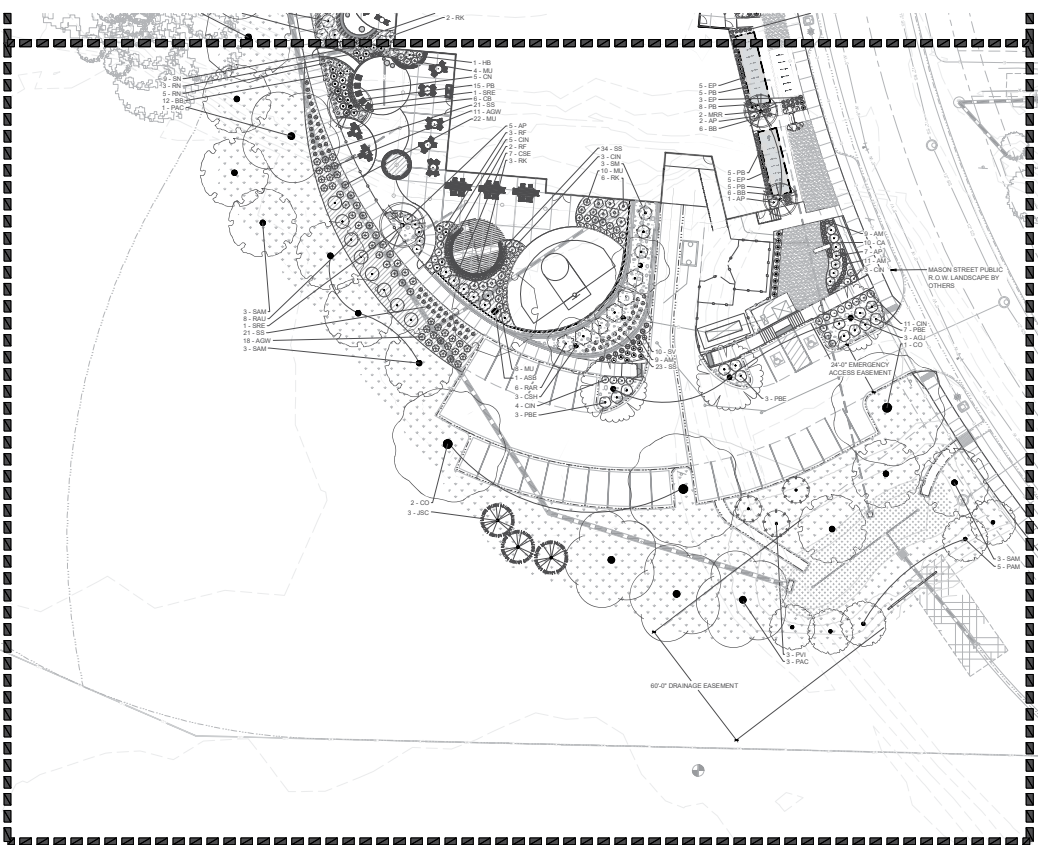 2 - RK
1 - HB
4 - MU
5 - CN
15 - PB
1 - SRE
6 - CB
21 - SS
11 - AGW
22 - MU
9 - SN
3 - RN
5 - RN
12 - BB
1 - PAC
5 - AP
3 - RF
5 - CIN
2 - RF
7 - CSE
3 - RK
34 - SS
3 - CIN
3 - SM
10 - MU
6 - RK
5 - EP
5 - PB
3 - EP
8 - PB
2 - MRR
2 - AP
6 - BB
5 - PB
5 - EP
5 - PB
6 - BB
1 - AP
9 - AM
10 - CA
7 - AP
11 - AM
3 - CIN
MASON STREET PUBLIC
R.O.W. LANDSCAPE BY
OTHERS
3 - SAM
8 - RAU
1 - SRE
21 - SS
18 - AGW
3 - SAM
11 - CIN
7 - PBE
3 - AGJ
1 - CO
24'-0" EMERGENCY
ACCESS EASEMENT
10 - SV
9 - AM
23 - SS
8 - MU
1 - ASB
6 - RAR
3 - CSH
4 - CIN
3 - PBE
3 - PBE
2 - CO
3 - JSC
3 - SAM
5 - PAM
3 - PVI
3 - PAC
60'-0" DRAINAGE EASEMENT